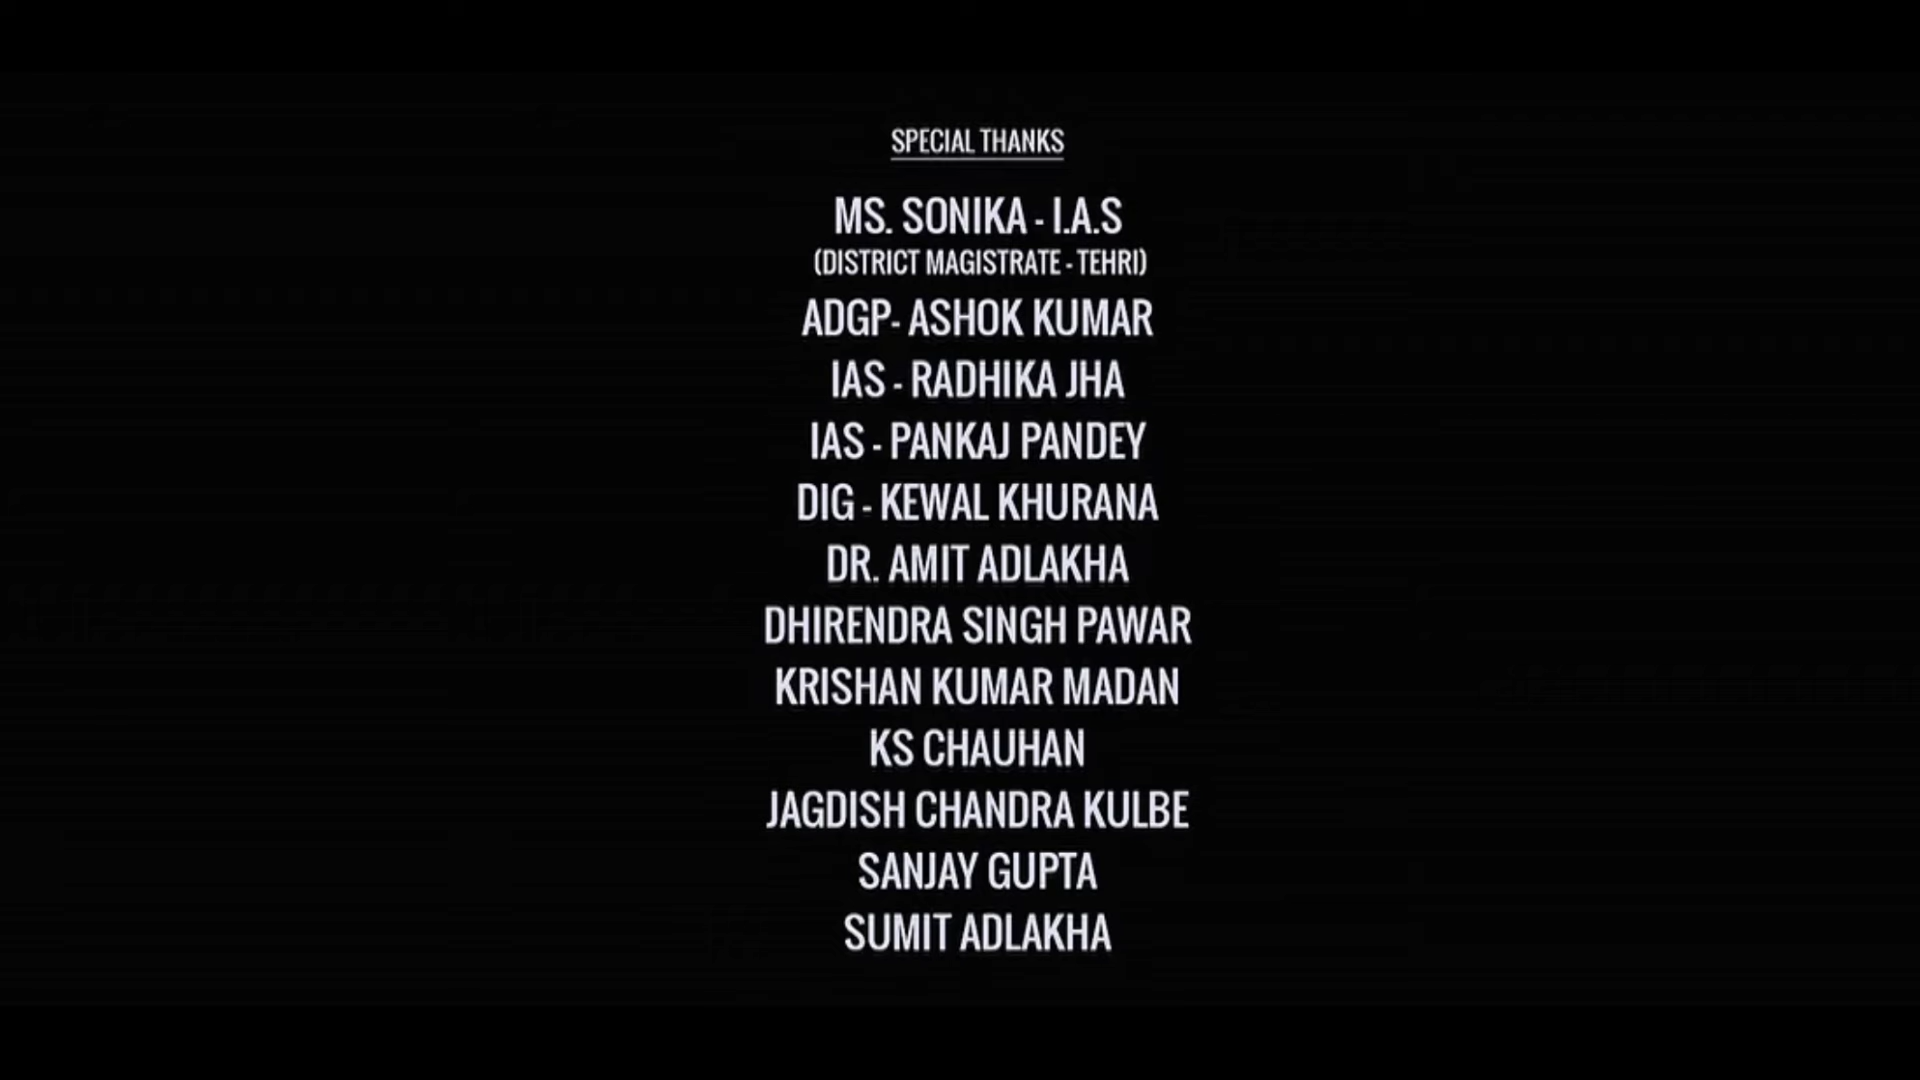 SPECIAL THANKS
MS. SONIKA - I.A.S
(DISTRICT MAGISTRATE - TEHRI)
ADGP- ASHOK KUMAR
IAS - RADHIKA JHA
IAS - PANKAJ PANDEY
DIG - KEWAL KHURANA
DR. AMIT ADLAKHA
DHIRENDRA SINGH PAWAR
KRISHAN KUMAR MADAN
KS CHAUHAN
JAGDISH CHANDRA KULBE
SANJAY GUPTA
SUMIT ADLAKHA